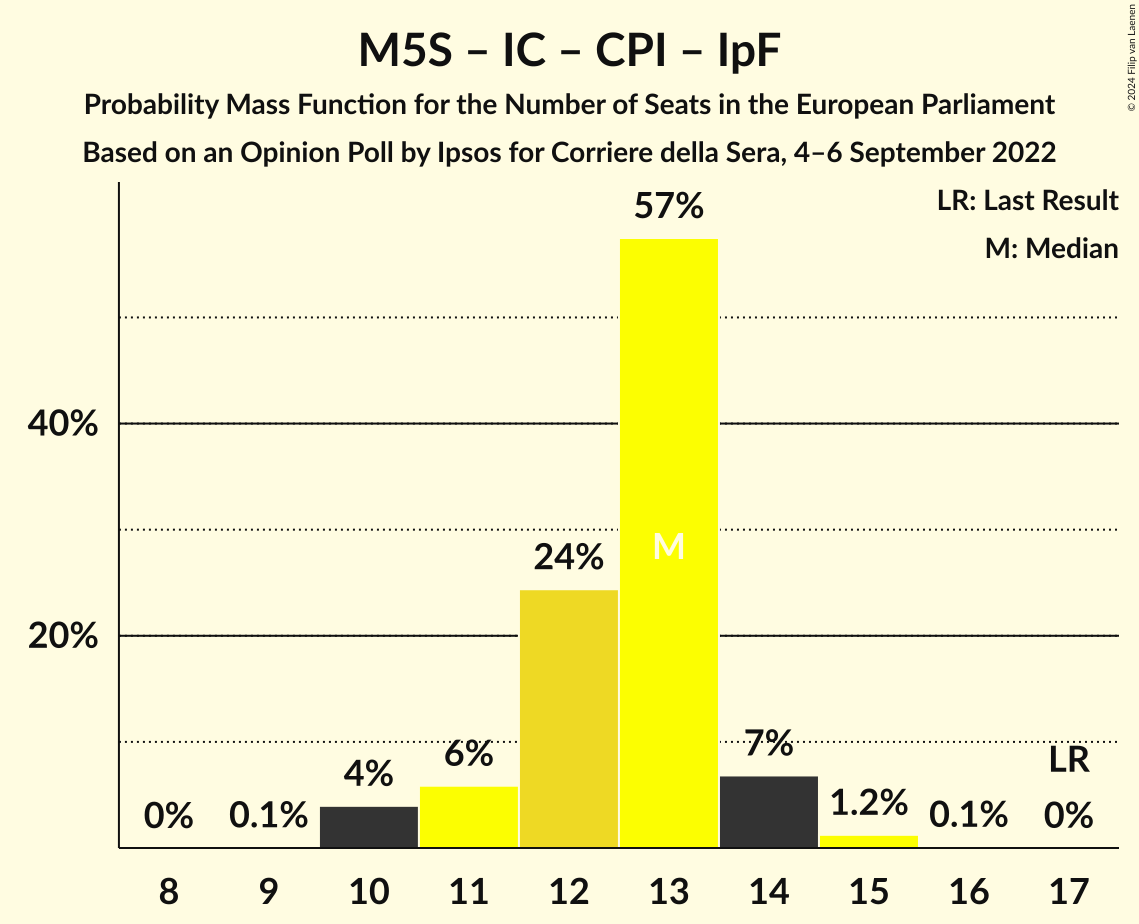 M5S – IC – CPI – IpF
Probability Mass Function for the Number of Seats in the European Parliament
Based on an Opinion Poll by Ipsos for Corriere della Sera, 4–6 September 2022
© 2024 Filip van Laenen
LR: Last Result
M: Median
57%
40%
24%
M
20%
0%
0.1%
4%
6%
7%
1.2%
0.1%
LR
0%
8 9 10 11 12 13 14 15 16 17